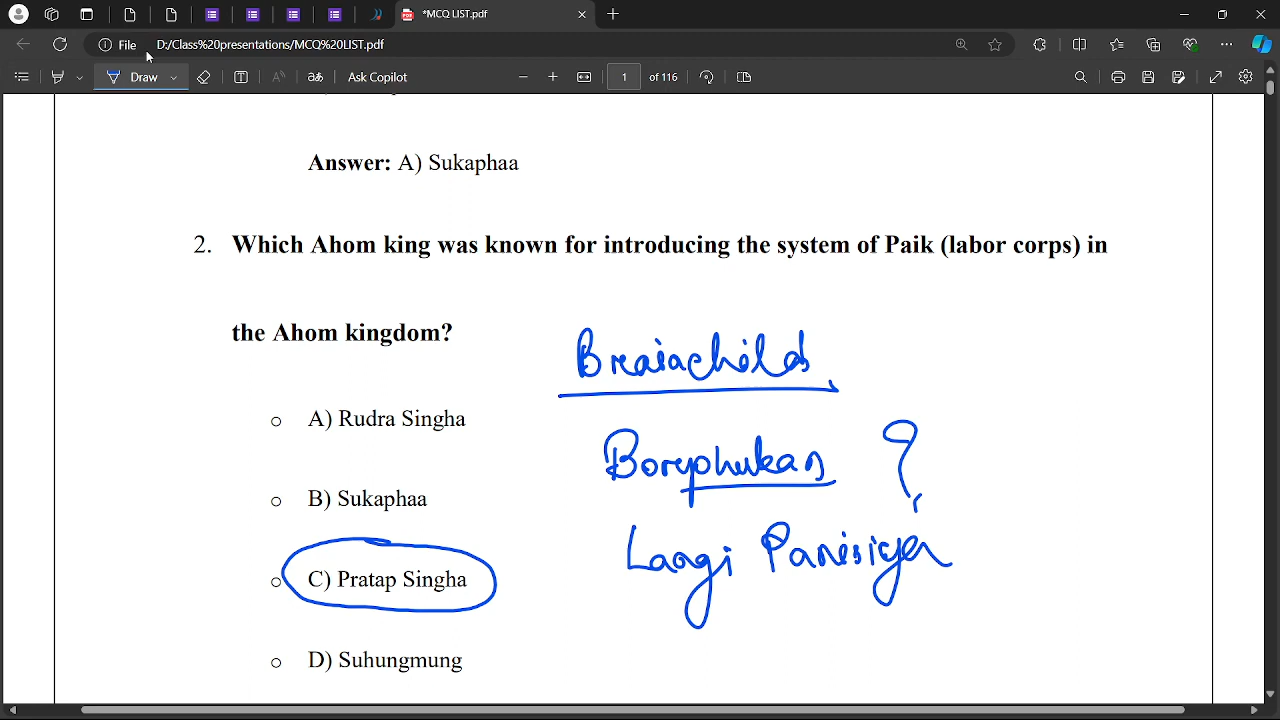 *MCQ LIST.pdf
File D:/Class%20presentations/MCQ%20LIST.pdf
Draw Ask Copilot 1 of 116
Answer: A) Sukaphaa
2. Which Ahom king was known for introducing the system of Paik (labor corps) in
the Ahom kingdom?
Brainchild
A) Rudra Singha
Borphukan ?
B) Sukaphaa
Langi Panisiya
C) Pratap Singha
D) Suhungmung